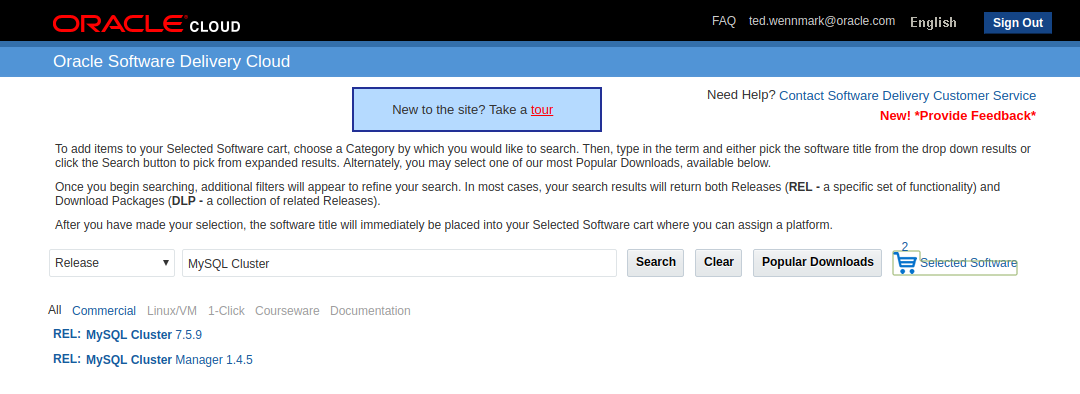 ORACLE CLOUD FAQ ted.wennmark@oracle.com English Sign Out
Oracle Software Delivery Cloud
New to the site? Take a tour
Need Help? Contact Software Delivery Customer Service
New! *Provide Feedback*
To add items to your Selected Software cart, choose a Category by which you would like to search. Then, type in the term and either pick the software title from the drop down results or
click the Search button to pick from expanded results. Alternately, you may select one of our most Popular Downloads, available below.
Once you begin searching, additional filters will appear to refine your search. In most cases, your search results will return both Releases (REL - a specific set of functionality) and
Download Packages (DLP - a collection of related Releases).
After you have made your selection, the software title will immediately be placed into your Selected Software cart where you can assign a platform.
2
Release MySQL Cluster Search Clear Popular Downloads Selected Software
All Commercial Linux/VM 1-Click Courseware Documentation
REL: MySQL Cluster 7.5.9
REL: MySQL Cluster Manager 1.4.5